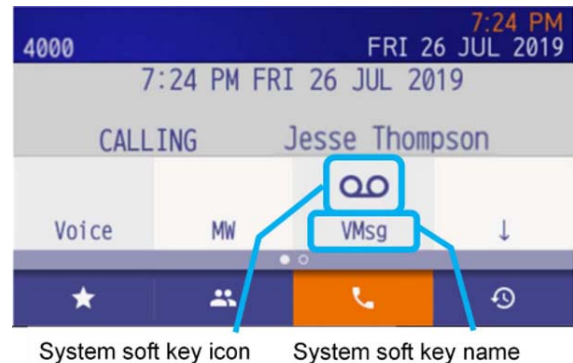 7:24 PM
4000 FRI 26 JUL 2019
7:24 PM FRI 26 JUL 2019
CALLING Jesse Thompson
Voice MW VMsg ↓
System soft key icon System soft key name